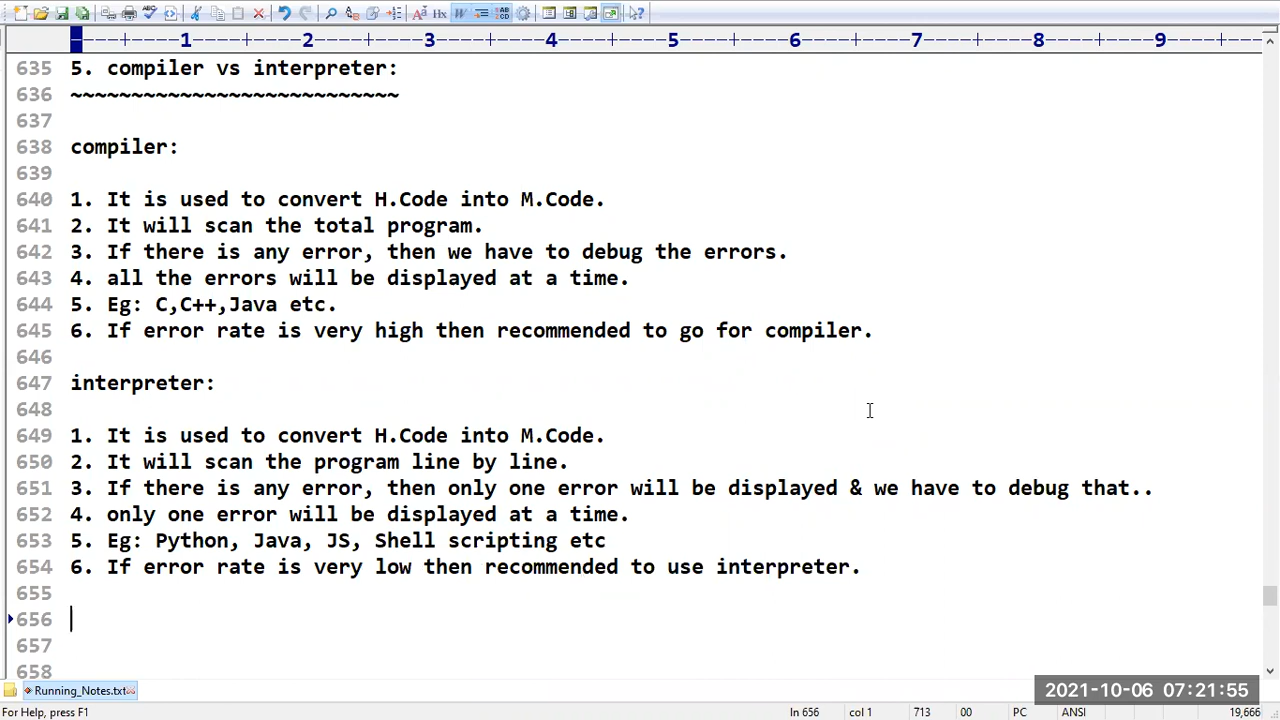 ----+----1----+----2----+----3----+----4----+----5----+----6----+----7----+----8----+----9----+--
635 5. compiler vs interpreter:
636 ~~~~~~~~~~~~~~~~~~~~~~~~~~~
637
638 compiler:
639
640 1. It is used to convert H.Code into M.Code.
641 2. It will scan the total program.
642 3. If there is any error, then we have to debug the errors.
643 4. all the errors will be displayed at a time.
644 5. Eg: C,C++,Java etc.
645 6. If error rate is very high then recommended to go for compiler.
646
647 interpreter:
648
649 1. It is used to convert H.Code into M.Code.
650 2. It will scan the program line by line.
651 3. If there is any error, then only one error will be displayed & we have to debug that..
652 4. only one error will be displayed at a time.
653 5. Eg: Python, Java, JS, Shell scripting etc
654 6. If error rate is very low then recommended to use interpreter.
655
656
657
658
Running_Notes.txt
2021-10-06 07:21:55
For Help, press F1 ln 656 col 1 713 00 PC ANSI 19,666